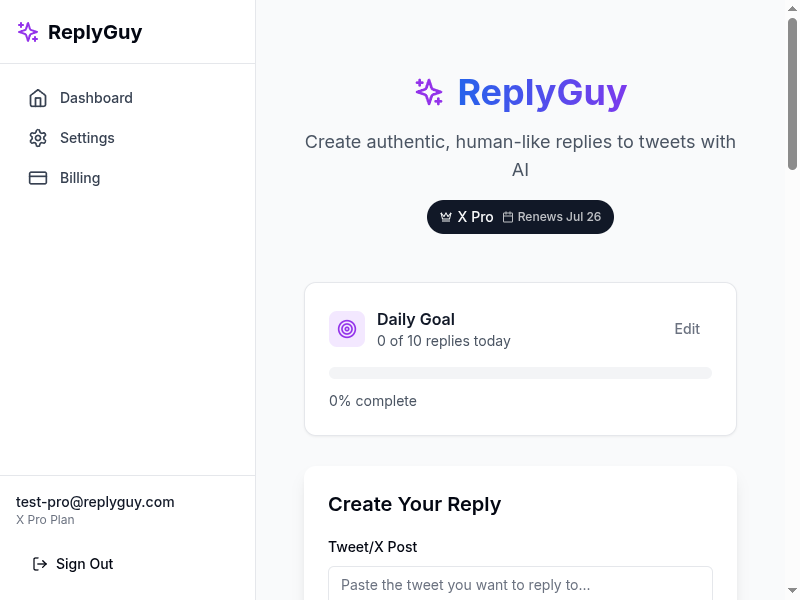 ReplyGuy
Dashboard
Settings
Billing
test-pro@replyguy.com
X Pro Plan
Sign Out
ReplyGuy
Create authentic, human-like replies to tweets with
AI
X Pro Renews Jul 26
Daily Goal
0 of 10 replies today
Edit
0% complete
Create Your Reply
Tweet/X Post
Paste the tweet you want to reply to...